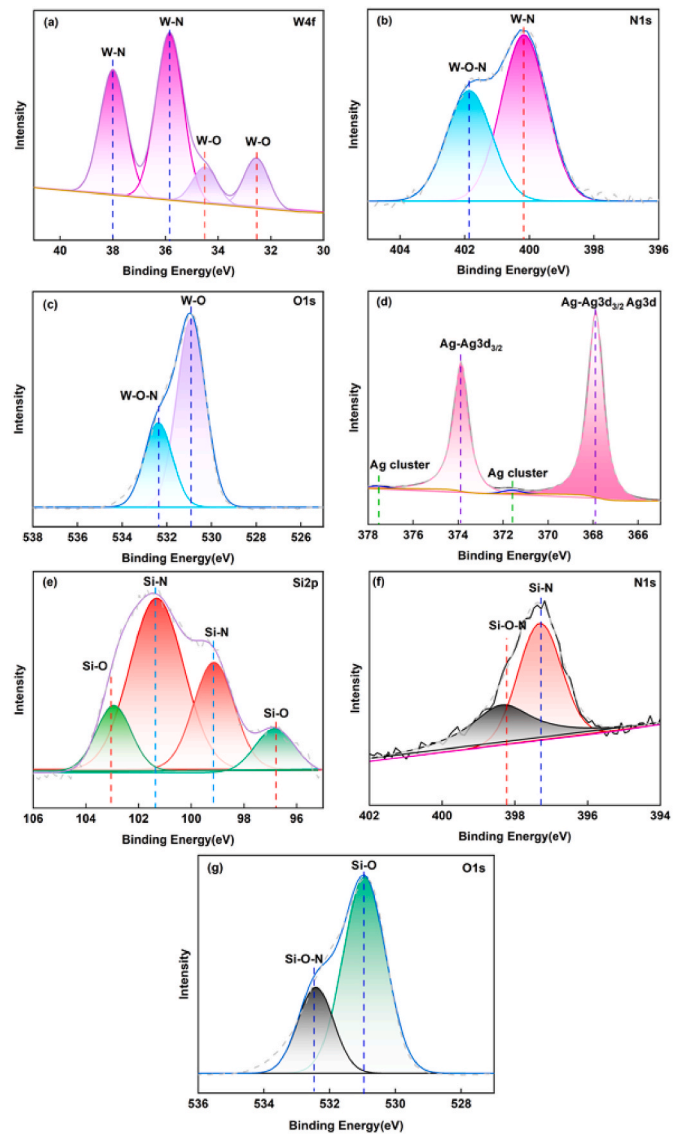 (a) W4f
W-N
W-N
W-O
W-O
Intensity
40 38 36 34 32 30
Binding Energy(eV)
(b) N1s
W-N
W-O-N
Intensity
404 402 400 398 396
Binding Energy(eV)
(c) O1s
W-O
W-O-N
Intensity
538 536 534 532 530 528 526
Binding Energy(eV)
(d) Ag-Ag3d3/2 Ag3d
Ag-Ag3d3/2
Ag cluster
Ag cluster
Intensity
378 376 374 372 370 368 366
Binding Energy(eV)
(e) Si2p
Si-N
Si-N
Si-O
Si-O
Intensity
106 104 102 100 98 96
Binding Energy(eV)
(f) N1s
Si-N
Si-O-N
Intensity
402 400 398 396 394
Binding Energy(eV)
(g) O1s
Si-O
Si-O-N
Intensity
536 534 532 530 528
Binding Energy(eV)